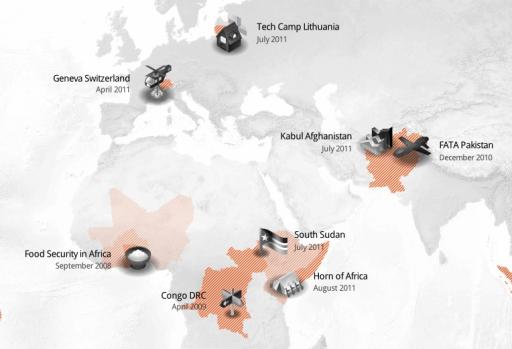 Tech Camp Lithuania
July 2011
Geneva Switzerland
April 2011
Kabul Afghanistan
July 2011
FATA Pakistan
December 2010
South Sudan
July 2011
Food Security in Africa
September 2008
Horn of Africa
August 2011
Congo DRC
April 2009